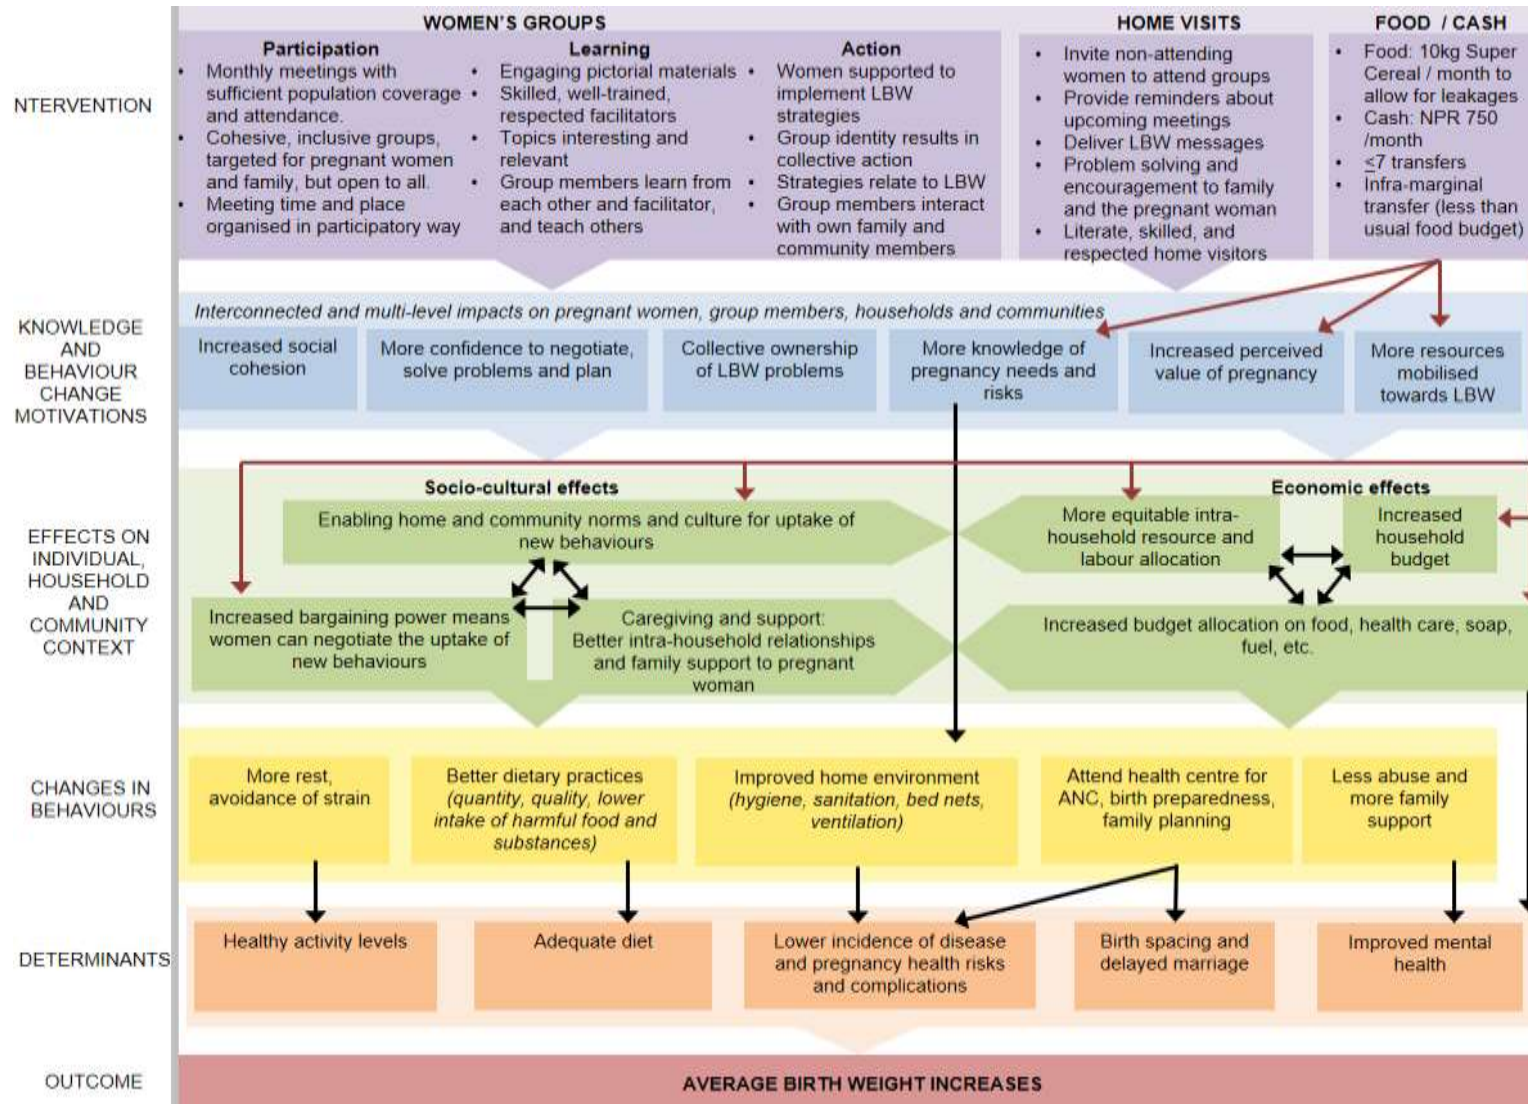 WOMEN'S GROUPS
HOME VISITS
FOOD / CASH
NTERVENTION
Participation
• Monthly meetings with
sufficient population coverage
and attendance.
• Cohesive, inclusive groups,
targeted for pregnant women
and family, but open to all.
• Meeting time and place
organised in participatory way
Learning
• Engaging pictorial materials
• Skilled, well-trained,
respected facilitators
• Topics interesting and
relevant
• Group members learn from
each other and facilitator,
and teach others
Action
• Women supported to
implement LBW
strategies
• Group identity results in
collective action
• Strategies relate to LBW
• Group members interact
with own family and
community members
• Invite non-attending
women to attend groups
• Provide reminders about
upcoming meetings
• Deliver LBW messages
• Problem solving and
encouragement to family
and the pregnant woman
• Literate, skilled, and
respected home visitors
• Food: 10kg Super
Cereal / month to
allow for leakages
• Cash: NPR 750
/month
• ≤7 transfers
• Infra-marginal
transfer (less than
usual food budget)
KNOWLEDGE
AND
BEHAVIOUR
CHANGE
MOTIVATIONS
Interconnected and multi-level impacts on pregnant women, group members, households and communities
Increased social
cohesion
More confidence to negotiate,
solve problems and plan
Collective ownership
of LBW problems
More knowledge of
pregnancy needs and
risks
Increased perceived
value of pregnancy
More resources
mobilised
towards LBW
EFFECTS ON
INDIVIDUAL,
HOUSEHOLD
AND
COMMUNITY
CONTEXT
Socio-cultural effects
Enabling home and community norms and culture for uptake of
new behaviours
Increased bargaining power means
women can negotiate the uptake of
new behaviours
Caregiving and support:
Better intra-household relationships
and family support to pregnant
woman
Economic effects
More equitable intra-
household resource and
labour allocation
Increased
household
budget
Increased budget allocation on food, health care, soap,
fuel, etc.
CHANGES IN
BEHAVIOURS
More rest,
avoidance of strain
Better dietary practices
(quantity, quality, lower
intake of harmful food and
substances)
Improved home environment
(hygiene, sanitation, bed nets,
ventilation)
Attend health centre for
ANC, birth preparedness,
family planning
Less abuse and
more family
support
DETERMINANTS
Healthy activity levels
Adequate diet
Lower incidence of disease
and pregnancy health risks
and complications
Birth spacing and
delayed marriage
Improved mental
health
OUTCOME
AVERAGE BIRTH WEIGHT INCREASES